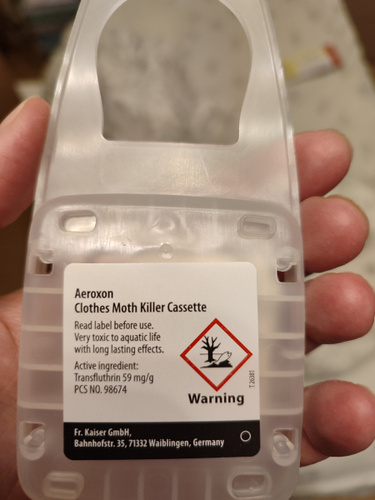 Aeroxon
Clothes Moth Killer Cassette
Read label before use.
Very toxic to aquatic life
with long lasting effects.
Active ingredient:
Transfluthrin 59 mg/g
PCS NO. 98674
Warning
Fr. Kaiser GmbH,
Bahnhofstr. 35, 71332 Waiblingen, Germany